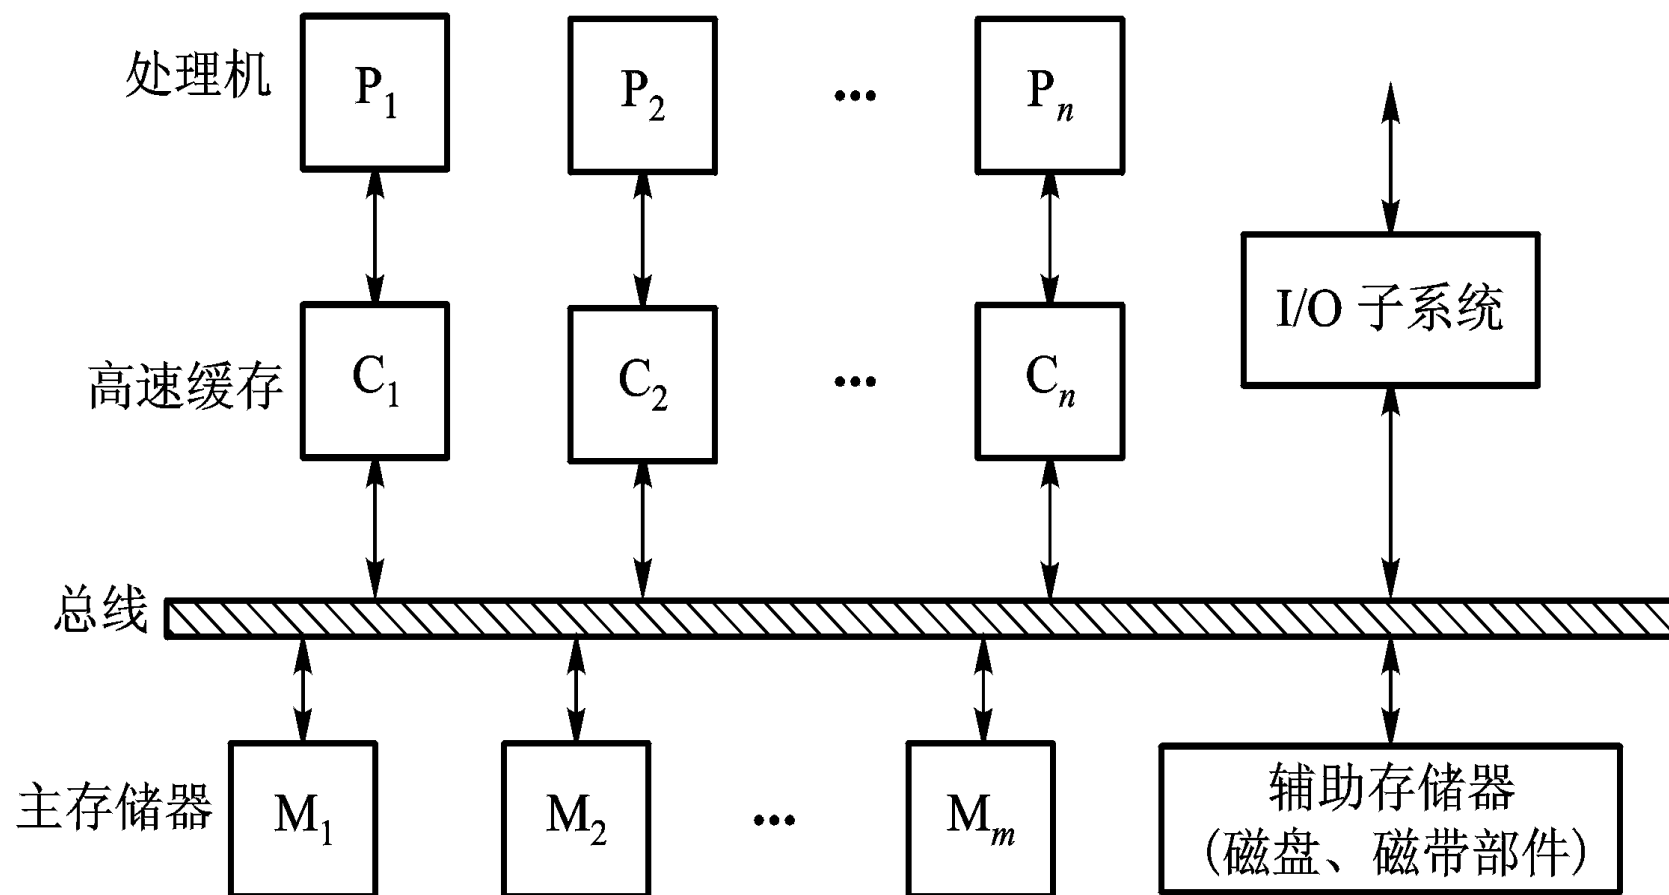 处理机 P1 P2 ··· Pn
I/O 子系统
高速缓存 C1 C2 ··· Cn
总线
主存储器 M1 M2 ··· Mm
辅助存储器
(磁盘、磁带部件)